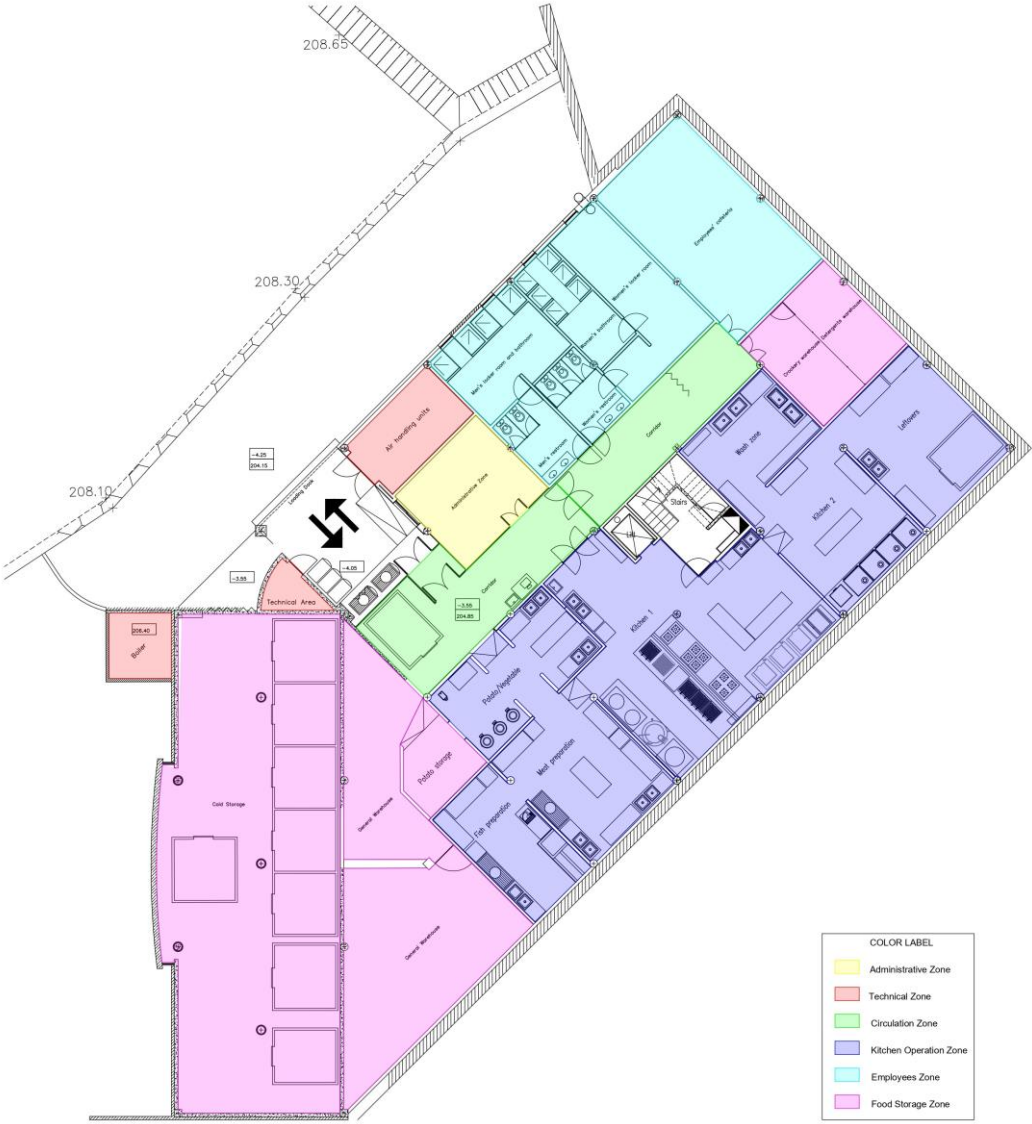 208.65
208.30
208.10
Employees' cafeteria
Women's locker room
Women's bathroom
Men's locker room and bathroom
Women's restroom
Men's restroom
Crockery warehouse
Detergents warehouse
Air handling units
Administrative Zone
Corridor
Wash zone
Leftovers
Kitchen 2
Stairs
Lift
-4.25
204.15
Loading Dock
-4.05
-3.55
Technical Area
Corridor
-3.55
204.85
208.40
Boiler
Kitchen 1
Potato/Vegetable
Potato storage
Meat preparation
Fish preparation
Cold Storage
General Warehouse
General Warehouse
COLOR LABEL
Administrative Zone
Technical Zone
Circulation Zone
Kitchen Operation Zone
Employees Zone
Food Storage Zone